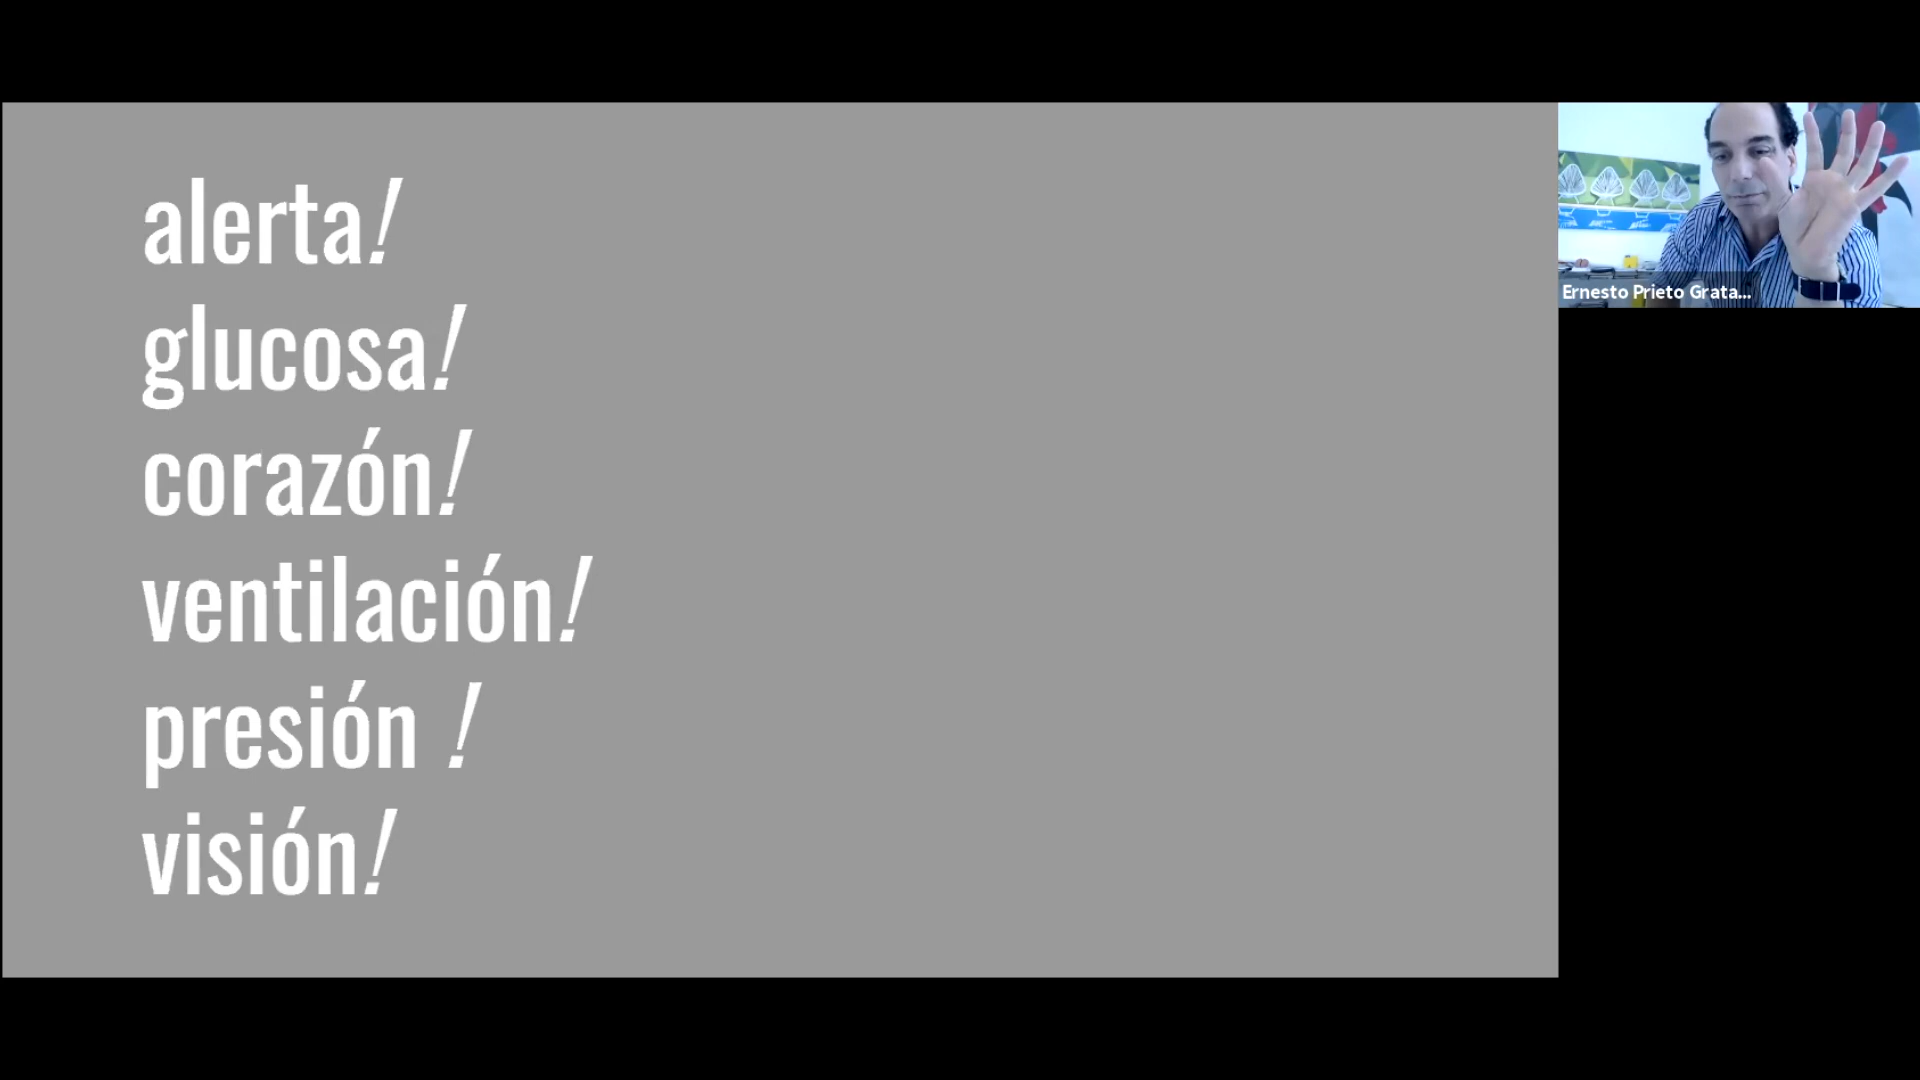 alerta!
glucosa!
corazón!
ventilación!
presión !
visión!
Ernesto Prieto Grata...